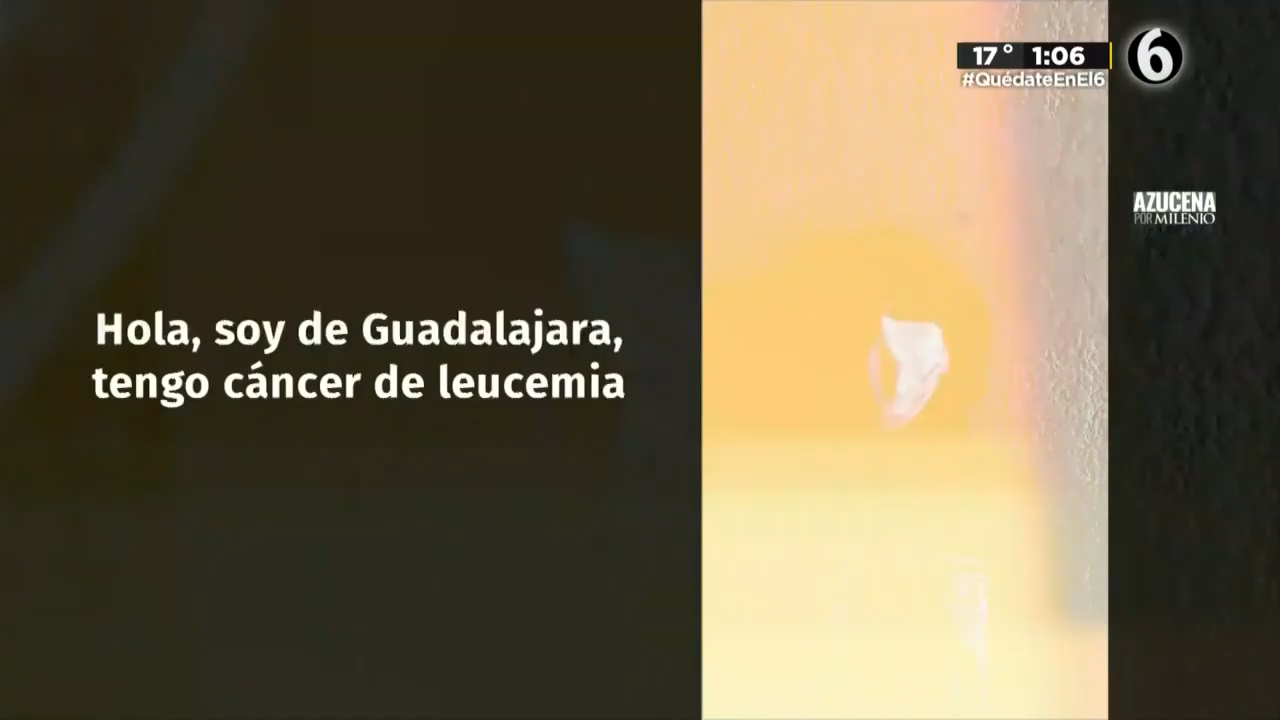 17° 1:06
#QuédateEnEl6
6
AZUCENA
POR MILENIO
Hola, soy de Guadalajara,
tengo cáncer de leucemia